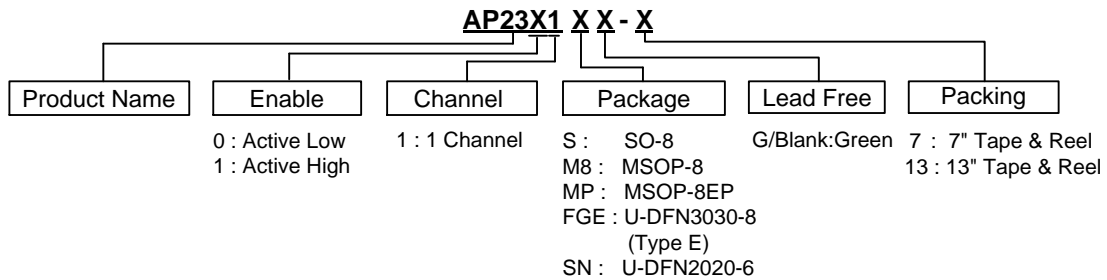 AP23X1 X X - X
Product Name Enable Channel Package Lead Free Packing
0 : Active Low 1 : 1 Channel S : SO-8 G/Blank:Green 7 : 7" Tape & Reel
1 : Active High M8 : MSOP-8 13 : 13" Tape & Reel
MP : MSOP-8EP
FGE : U-DFN3030-8
(Type E)
SN : U-DFN2020-6